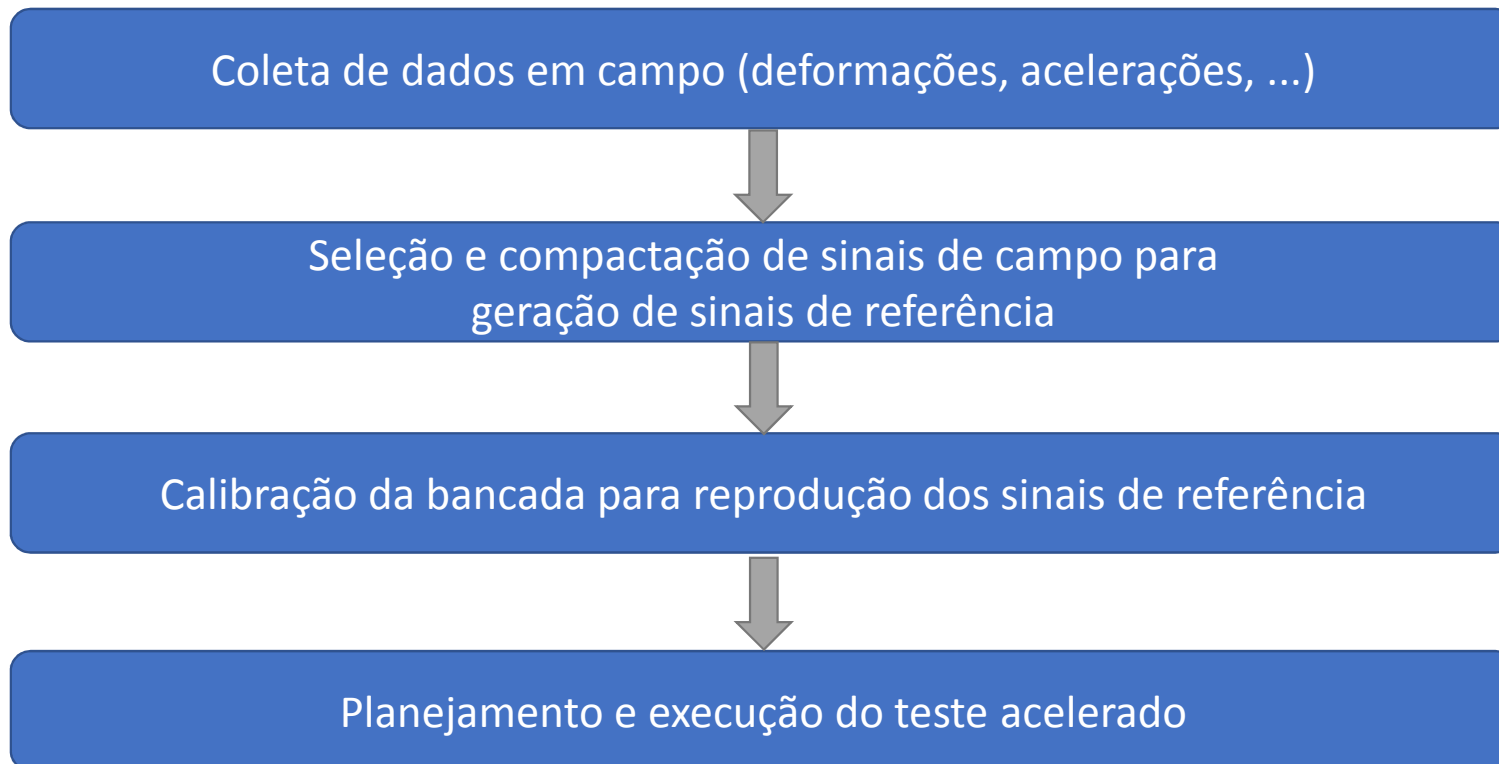 Coleta de dados em campo (deformações, acelerações, ...)
Seleção e compactação de sinais de campo para
geração de sinais de referência
Calibração da bancada para reprodução dos sinais de referência
Planejamento e execução do teste acelerado